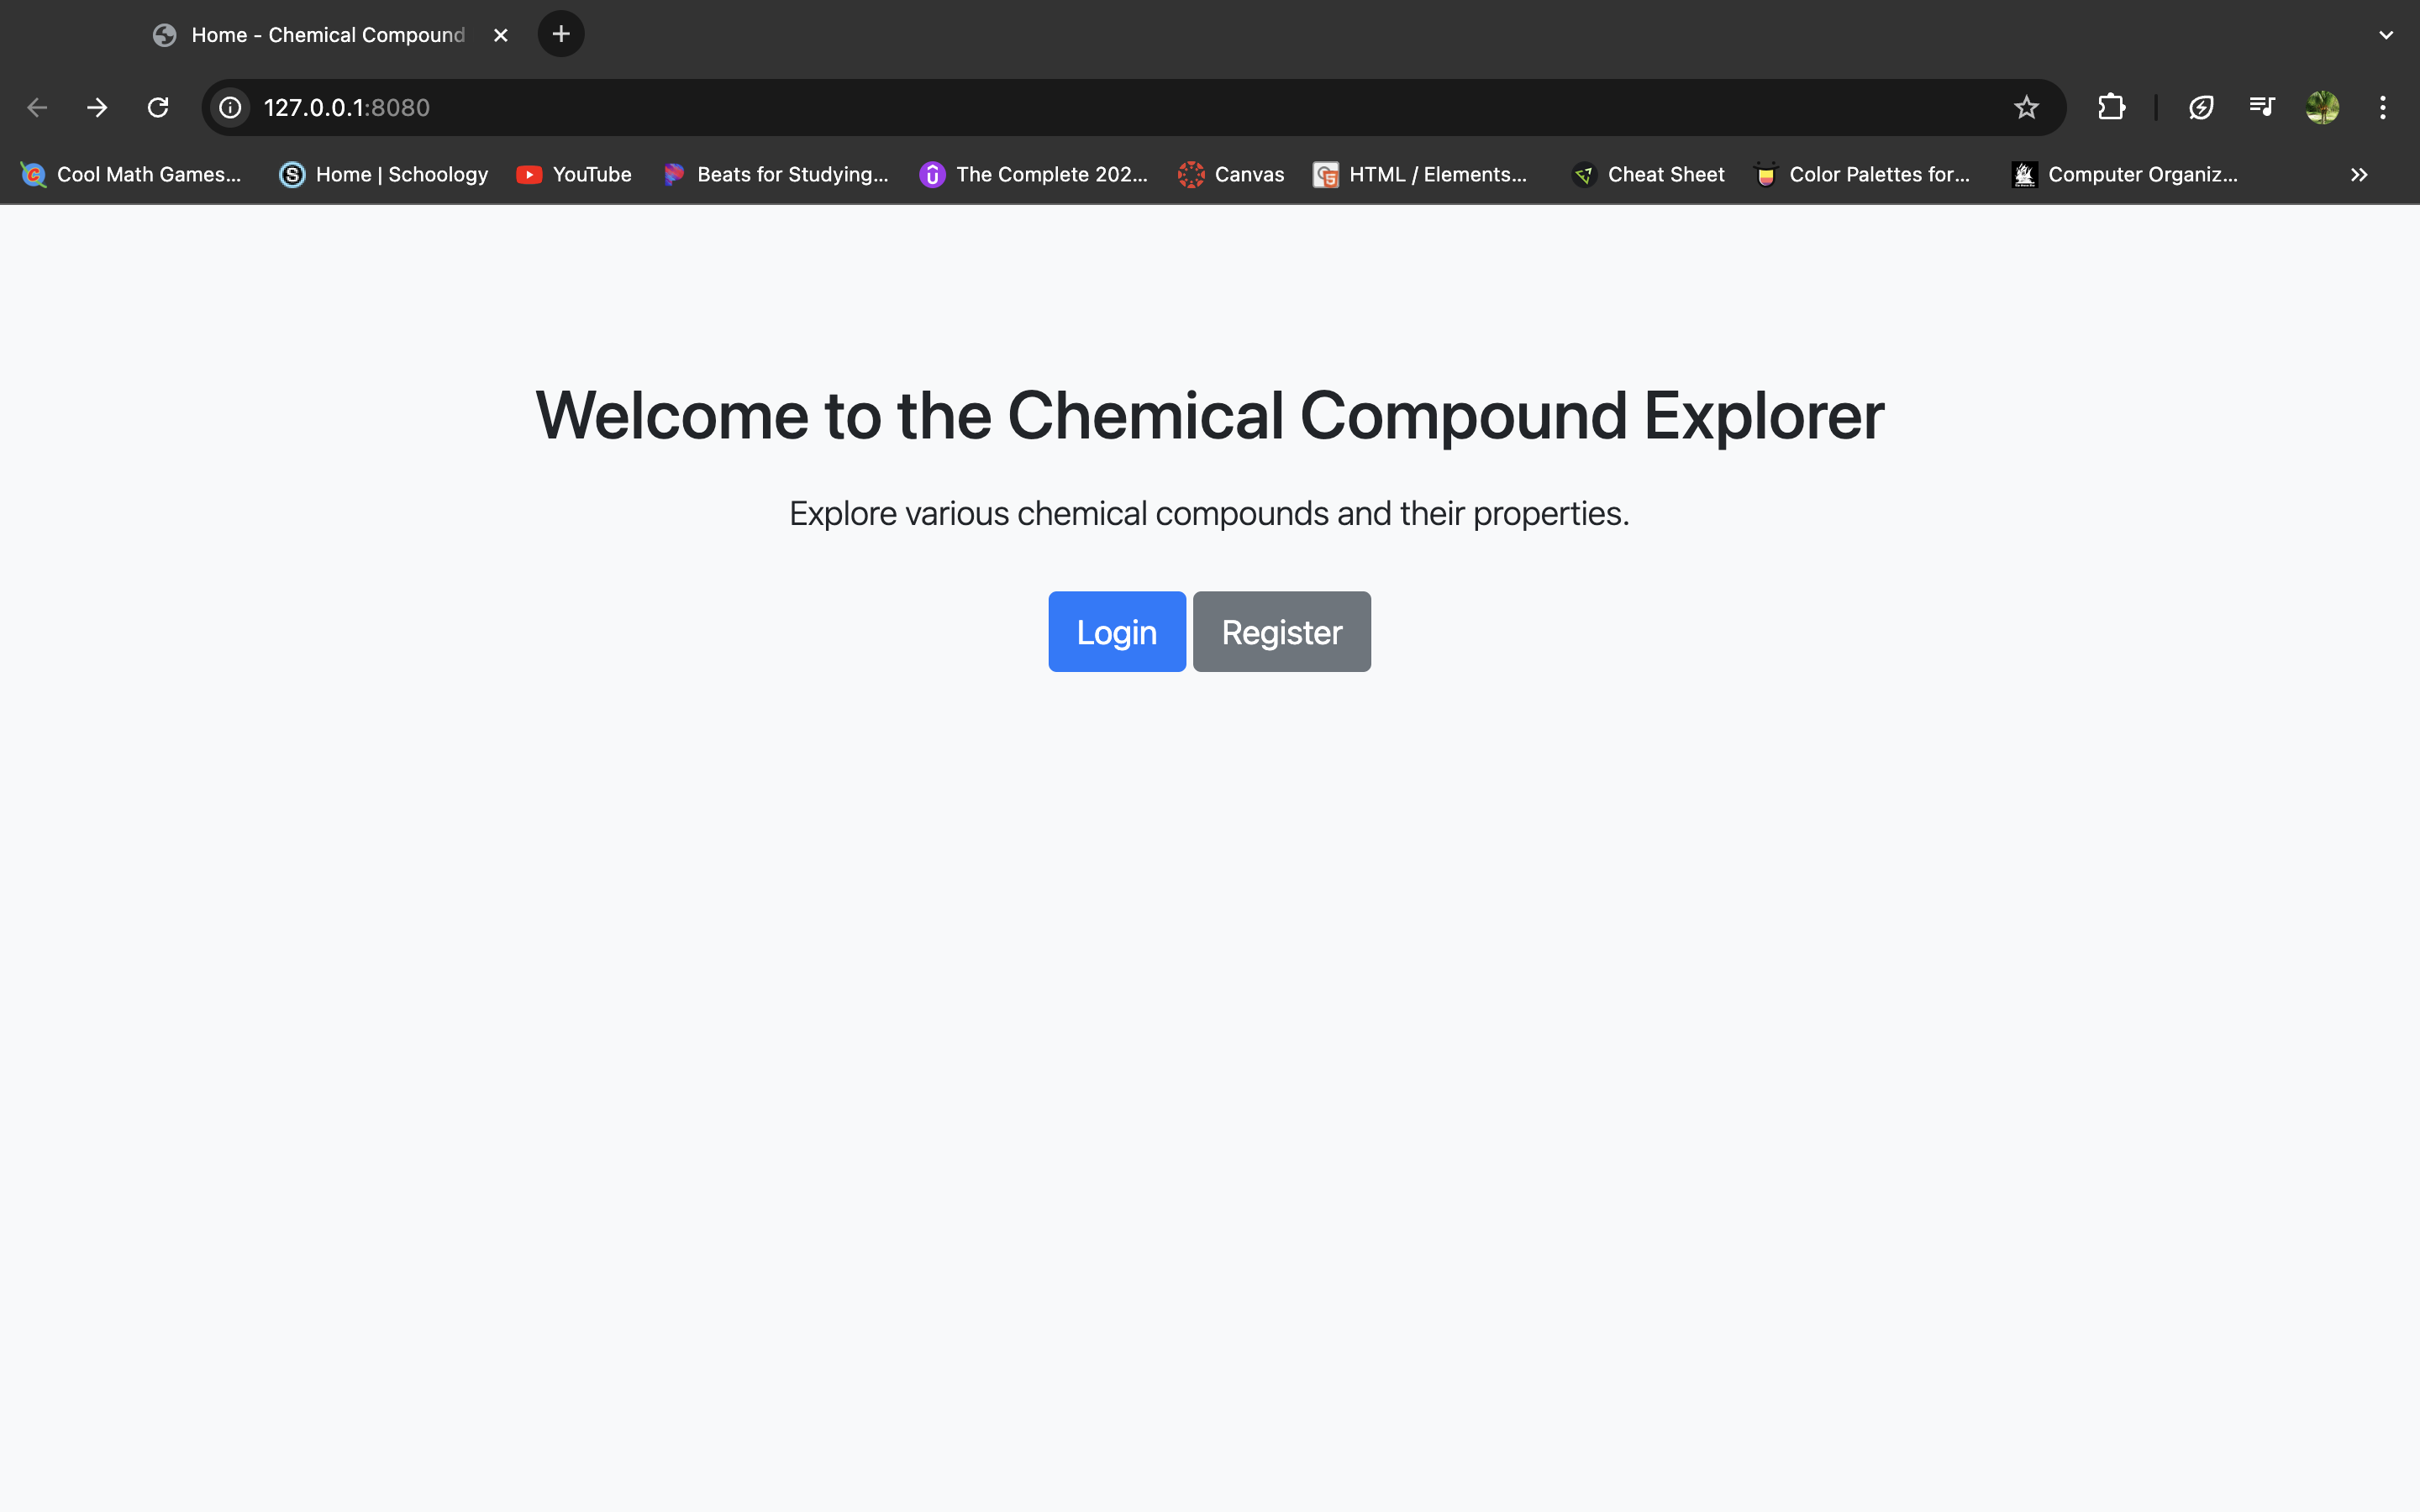 Home - Chemical Compound
127.0.0.1:8080
Cool Math Games...
Home | Schoology
YouTube
Beats for Studying...
The Complete 202...
Canvas
HTML / Elements...
Cheat Sheet
Color Palettes for...
Computer Organiz...
Welcome to the Chemical Compound Explorer
Explore various chemical compounds and their properties.
Login
Register